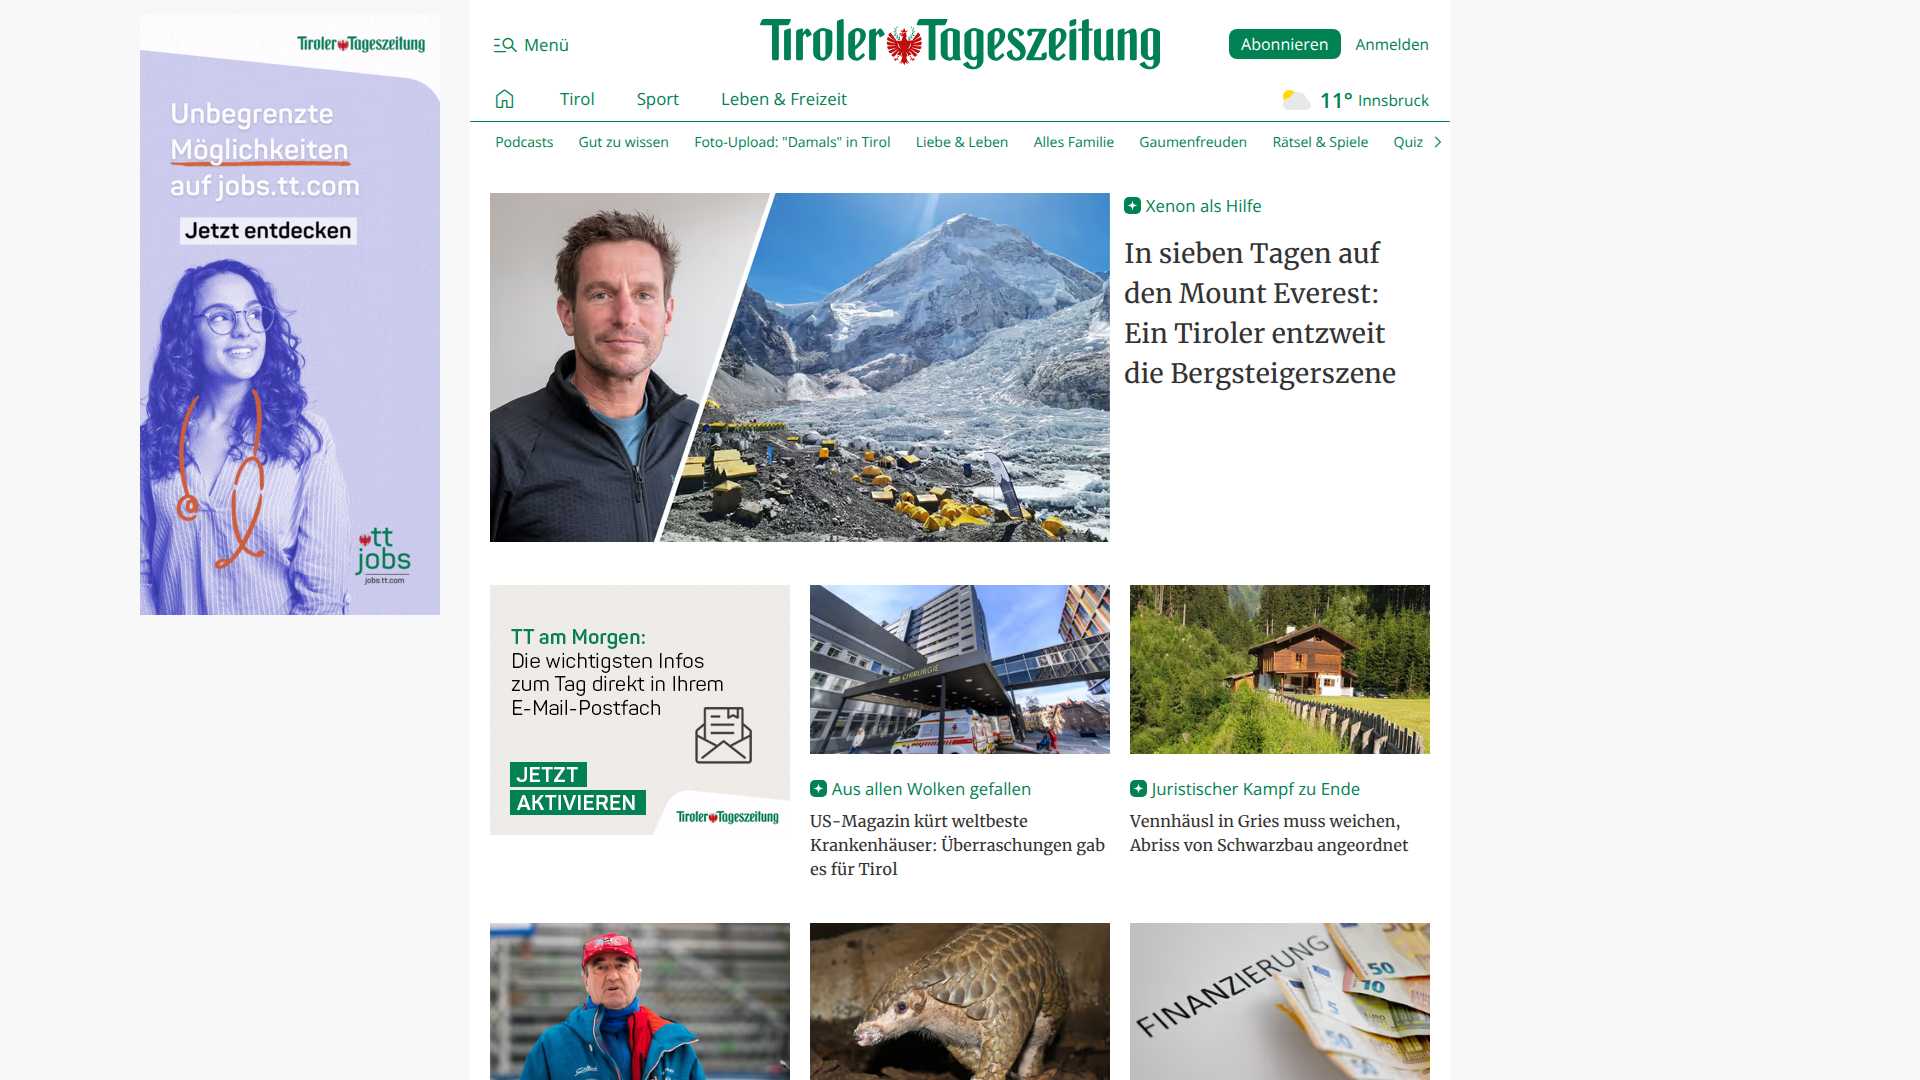 Tiroler Tageszeitung
Unbegrenzte
Möglichkeiten
auf jobs.tt.com
Jetzt entdecken
tt
jobs
jobs.tt.com
Menü
Tiroler Tageszeitung
Abonnieren
Anmelden
Tirol
Sport
Leben & Freizeit
11° Innsbruck
Podcasts
Gut zu wissen
Foto-Upload: "Damals" in Tirol
Liebe & Leben
Alles Familie
Gaumenfreuden
Rätsel & Spiele
Quiz
Xenon als Hilfe
In sieben Tagen auf
den Mount Everest:
Ein Tiroler entzweit
die Bergsteigerszene
TT am Morgen:
Die wichtigsten Infos
zum Tag direkt in Ihrem
E-Mail-Postfach
JETZT
AKTIVIEREN
Tiroler Tageszeitung
CHIRURGIE
Aus allen Wolken gefallen
US-Magazin kürt weltbeste
Krankenhäuser: Überraschungen gab
es für Tirol
Juristischer Kampf zu Ende
Vennhäusl in Gries muss weichen,
Abriss von Schwarzbau angeordnet
FINANZIERUNG
50
10
5
50